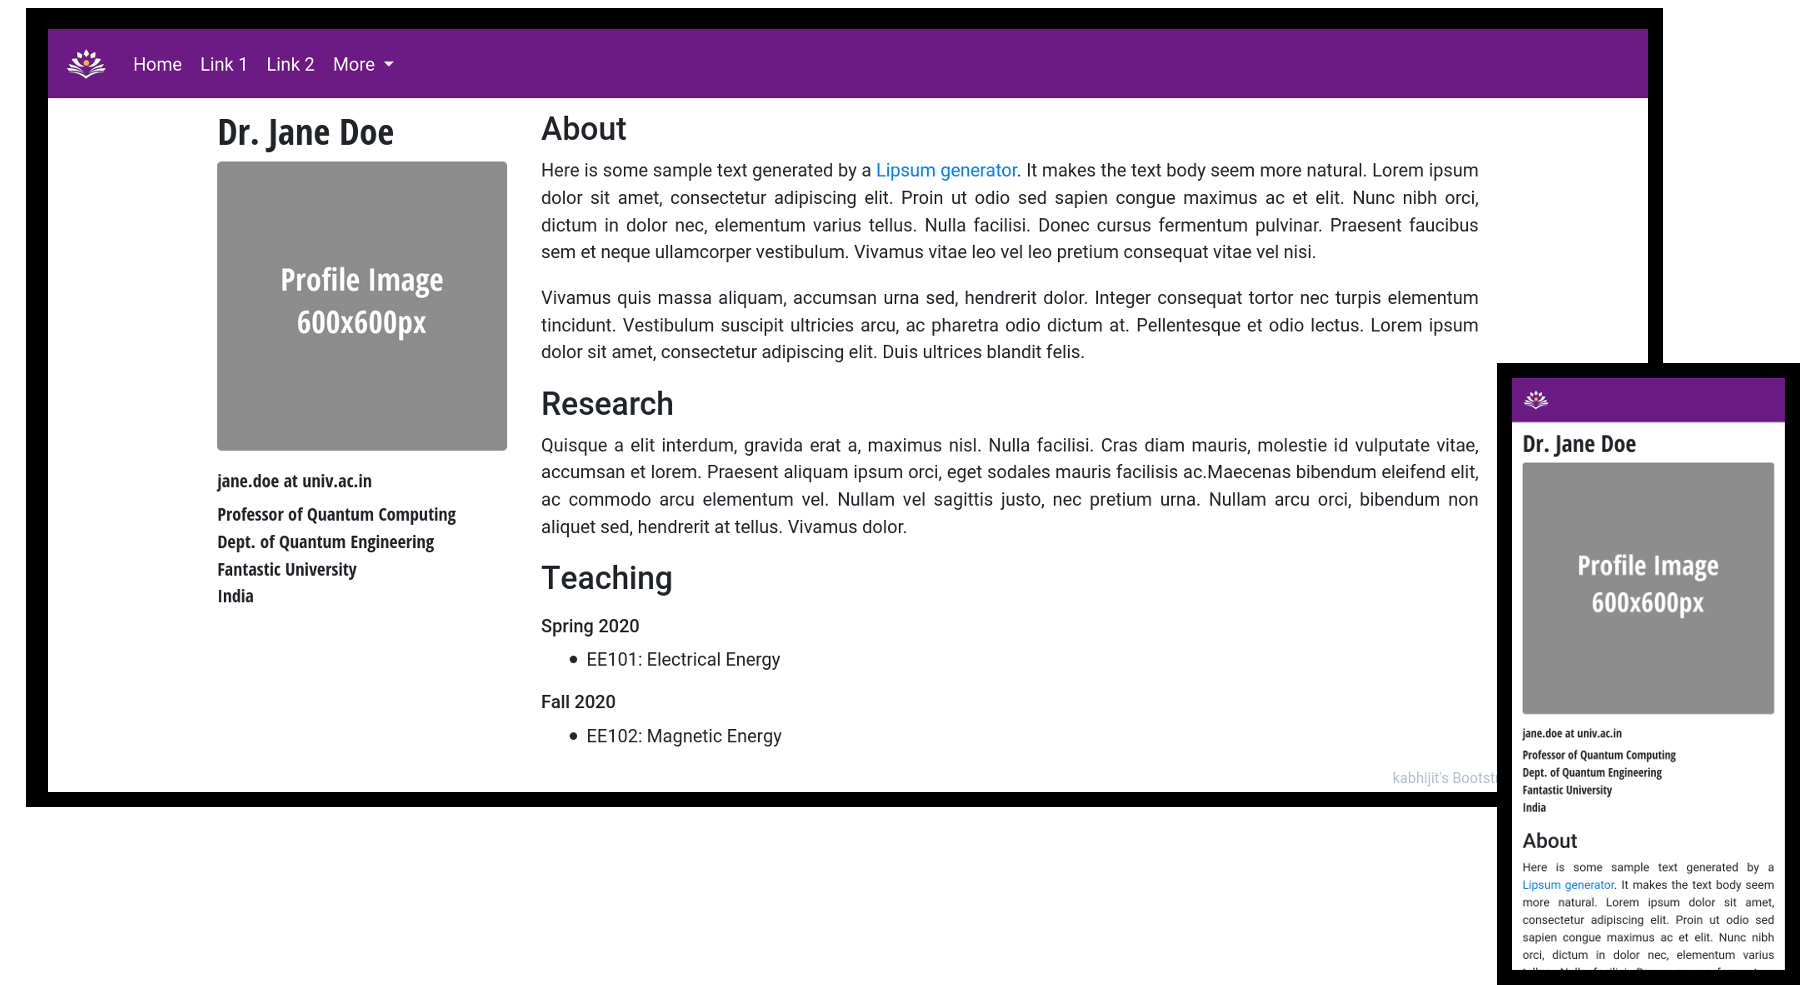 Home Link 1 Link 2 More
Dr. Jane Doe
Profile Image
600x600px
jane.doe at univ.ac.in
Professor of Quantum Computing
Dept. of Quantum Engineering
Fantastic University
India
About
Here is some sample text generated by a Lipsum generator. It makes the text body seem more natural. Lorem ipsum
dolor sit amet, consectetur adipiscing elit. Proin ut odio sed sapien congue maximus ac et elit. Nunc nibh orci,
dictum in dolor nec, elementum varius tellus. Nulla facilisi. Donec cursus fermentum pulvinar. Praesent faucibus
sem et neque ullamcorper vestibulum. Vivamus vitae leo vel leo pretium consequat vitae vel nisi.
Vivamus quis massa aliquam, accumsan urna sed, hendrerit dolor. Integer consequat tortor nec turpis elementum
tincidunt. Vestibulum suscipit ultricies arcu, ac pharetra odio dictum at. Pellentesque et odio lectus. Lorem ipsum
dolor sit amet, consectetur adipiscing elit. Duis ultrices blandit felis.
Research
Quisque a elit interdum, gravida erat a, maximus nisl. Nulla facilisi. Cras diam mauris, molestie id vulputate vitae,
accumsan et lorem. Praesent aliquam ipsum orci, eget sodales mauris facilisis ac.Maecenas bibendum eleifend elit,
ac commodo arcu elementum vel. Nullam vel sagittis justo, nec pretium urna. Nullam arcu orci, bibendum non
aliquet sed, hendrerit at tellus. Vivamus dolor.
Teaching
Spring 2020
• EE101: Electrical Energy
Fall 2020
• EE102: Magnetic Energy
kabhijit's
Dr. Jane Doe
Profile Image
600x600px
jane.doe at univ.ac.in
Professor of Quantum Computing
Dept. of Quantum Engineering
Fantastic University
India
About
Here is some sample text generated by a
Lipsum generator. It makes the text body seem
more natural. Lorem ipsum dolor sit amet,
consectetur adipiscing elit. Proin ut odio sed
sapien congue maximus ac et elit. Nunc nibh
orci, dictum in dolor nec, elementum varius